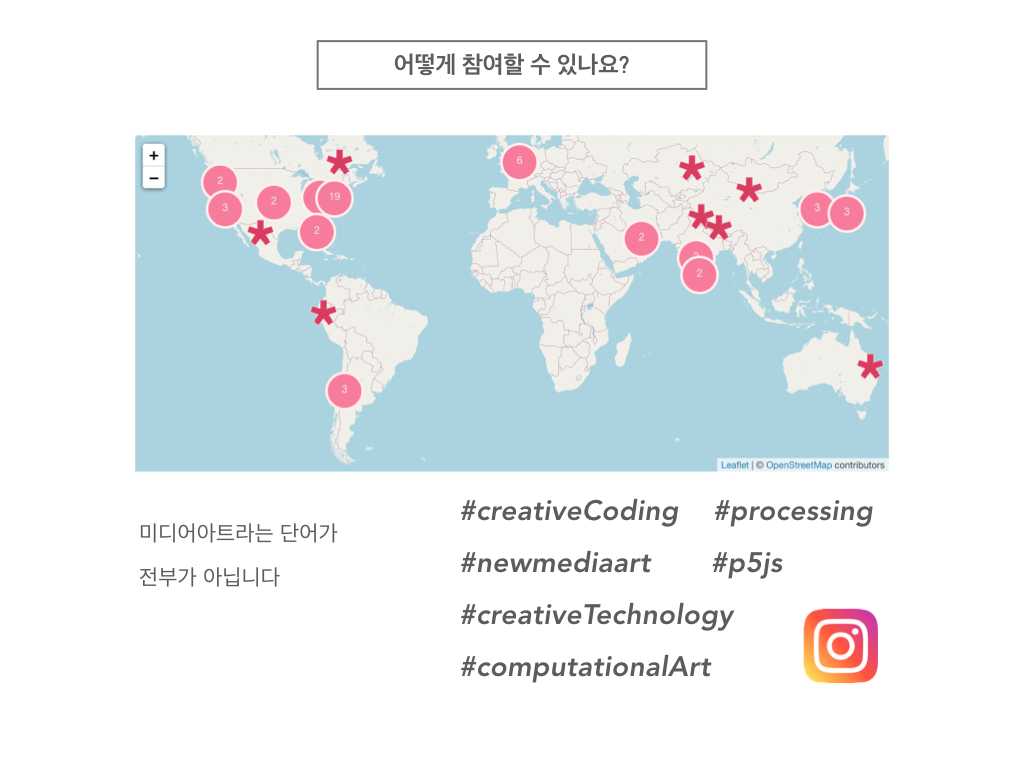 어떻게 참여할 수 있나요?
+
−
2
3
2
19
2
6
2
2
3
3
3
Leaflet | © OpenStreetMap contributors
미디어아트라는 단어가
전부가 아닙니다
#creativeCoding #processing
#newmediaart #p5js
#creativeTechnology
#computationalArt